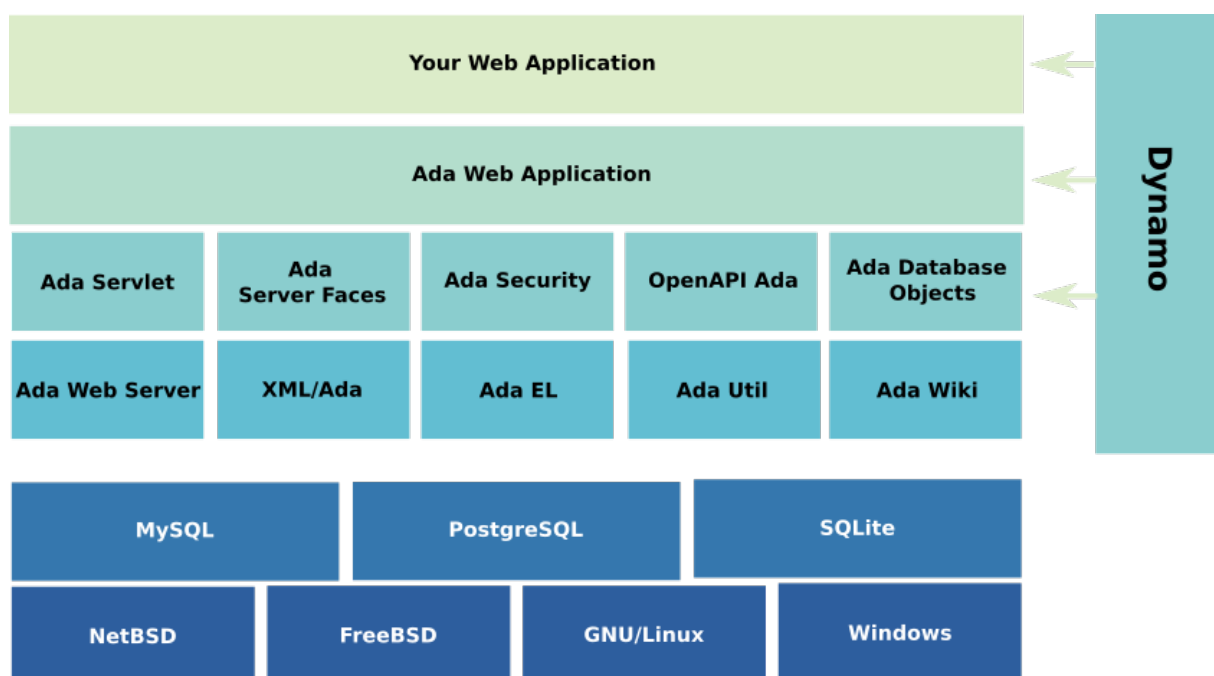 Your Web Application
Ada Web Application
Ada Servlet
Ada
Server Faces
Ada Security
OpenAPI Ada
Ada Database
Objects
Ada Web Server
XML/Ada
Ada EL
Ada Util
Ada Wiki
MySQL
PostgreSQL
SQLite
NetBSD
FreeBSD
GNU/Linux
Windows
Dynamo